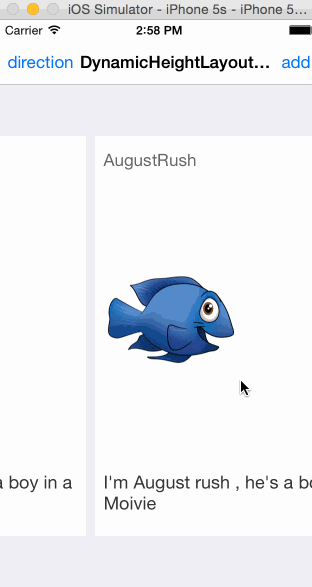 iOS Simulator - iPhone 5s - iPhone 5...
Carrier 2:58 PM
direction DynamicHeightLayout... add
AugustRush
a boy in a
I'm August rush , he's a bo
Moivie